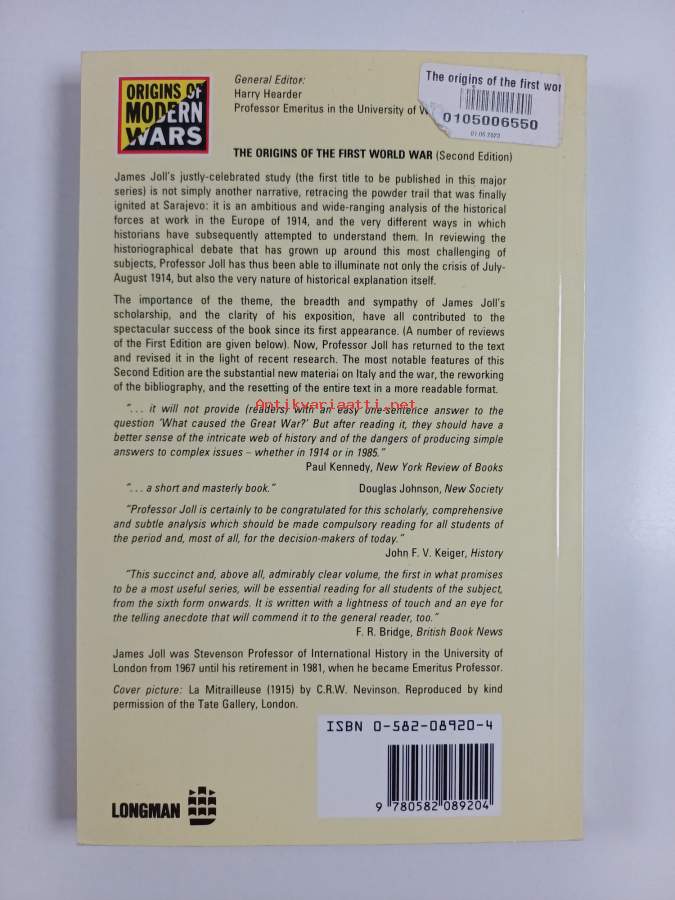 ORIGINS OF
MODERN
WARS
General Editor:
Harry Hearder
Professor Emeritus in the University of
The origins of the first wor
0105006550
THE ORIGINS OF THE FIRST WORLD WAR (Second Edition)
James Joll's justly-celebrated study (the first title to be published in this major
series) is not simply another narrative, retracing the powder trail that was finally
ignited at Sarajevo: it is an ambitious and wide-ranging analysis of the historical
forces at work in the Europe of 1914, and the very different ways in which
historians have subsequently attempted to understand them. In reviewing the
historiographical debate that has grown up around this most challenging of
subjects, Professor Joll has thus been able to illuminate not only the crisis of July-
August 1914, but also the very nature of historical explanation itself.
The importance of the theme, the breadth and sympathy of James Joll's
scholarship, and the clarity of his exposition, have all contributed to the
spectacular success of the book since its first appearance. (A number of reviews
of the First Edition are given below). Now, Professor Joll has returned to the text
and revised it in the light of recent research. The most notable features of this
Second Edition are the substantial new material on Italy and the war, the reworking
of the bibliography, and the resetting of the entire text in a more readable format.
Antikvariaatti.net
"... it will not provide (readers) with an easy one-sentence answer to the
question 'What caused the Great War?' But after reading it, they should have a
better sense of the intricate web of history and of the dangers of producing simple
answers to complex issues – whether in 1914 or in 1985."
Paul Kennedy, New York Review of Books
"... a short and masterly book." Douglas Johnson, New Society
"Professor Joll is certainly to be congratulated for this scholarly, comprehensive
and subtle analysis which should be made compulsory reading for all students of
the period and, most of all, for the decision-makers of today."
John F. V. Keiger, History
"This succinct and, above all, admirably clear volume, the first in what promises
to be a most useful series, will be essential reading for all students of the subject,
from the sixth form onwards. It is written with a lightness of touch and an eye for
the telling anecdote that will commend it to the general reader, too."
F. R. Bridge, British Book News
James Joll was Stevenson Professor of International History in the University of
London from 1967 until his retirement in 1981, when he became Emeritus Professor.
Cover picture: La Mitrailleuse (1915) by C.R.W. Nevinson. Reproduced by kind
permission of the Tate Gallery, London.
ISBN 0-582-08920-4
9 780582 089204
LONGMAN